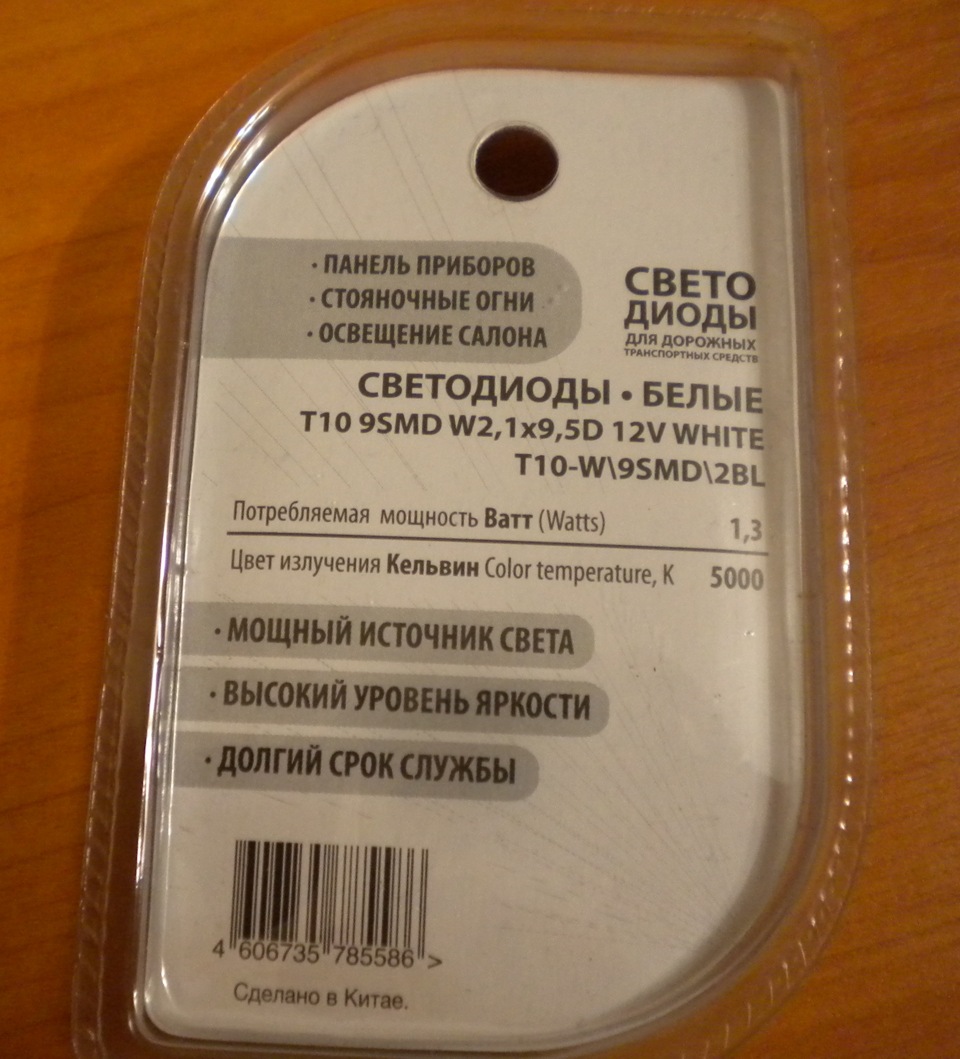 · ПАНЕЛЬ ПРИБОРОВ
· СТОЯНОЧНЫЕ ОГНИ
· ОСВЕЩЕНИЕ САЛОНА
СВЕТО
ДИОДЫ
ДЛЯ ДОРОЖНЫХ
ТРАНСПОРТНЫХ СРЕДСТВ
СВЕТОДИОДЫ • БЕЛЫЕ
T10 9SMD W2,1x9,5D 12V WHITE
T10-W\9SMD\2BL
Потребляемая мощность Ватт (Watts) 1,3
Цвет излучения Кельвин Color temperature, K 5000
· МОЩНЫЙ ИСТОЧНИК СВЕТА
· ВЫСОКИЙ УРОВЕНЬ ЯРКОСТИ
· ДОЛГИЙ СРОК СЛУЖБЫ
4 606735 785586 >
Сделано в Китае.